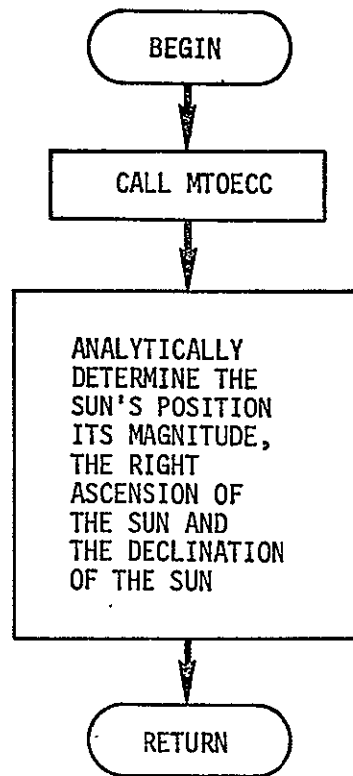 BEGIN
CALL MTOECC
ANALYTICALLY
DETERMINE THE
SUN'S POSITION
ITS MAGNITUDE,
THE RIGHT
ASCENSION OF
THE SUN AND
THE DECLINATION
OF THE SUN
RETURN